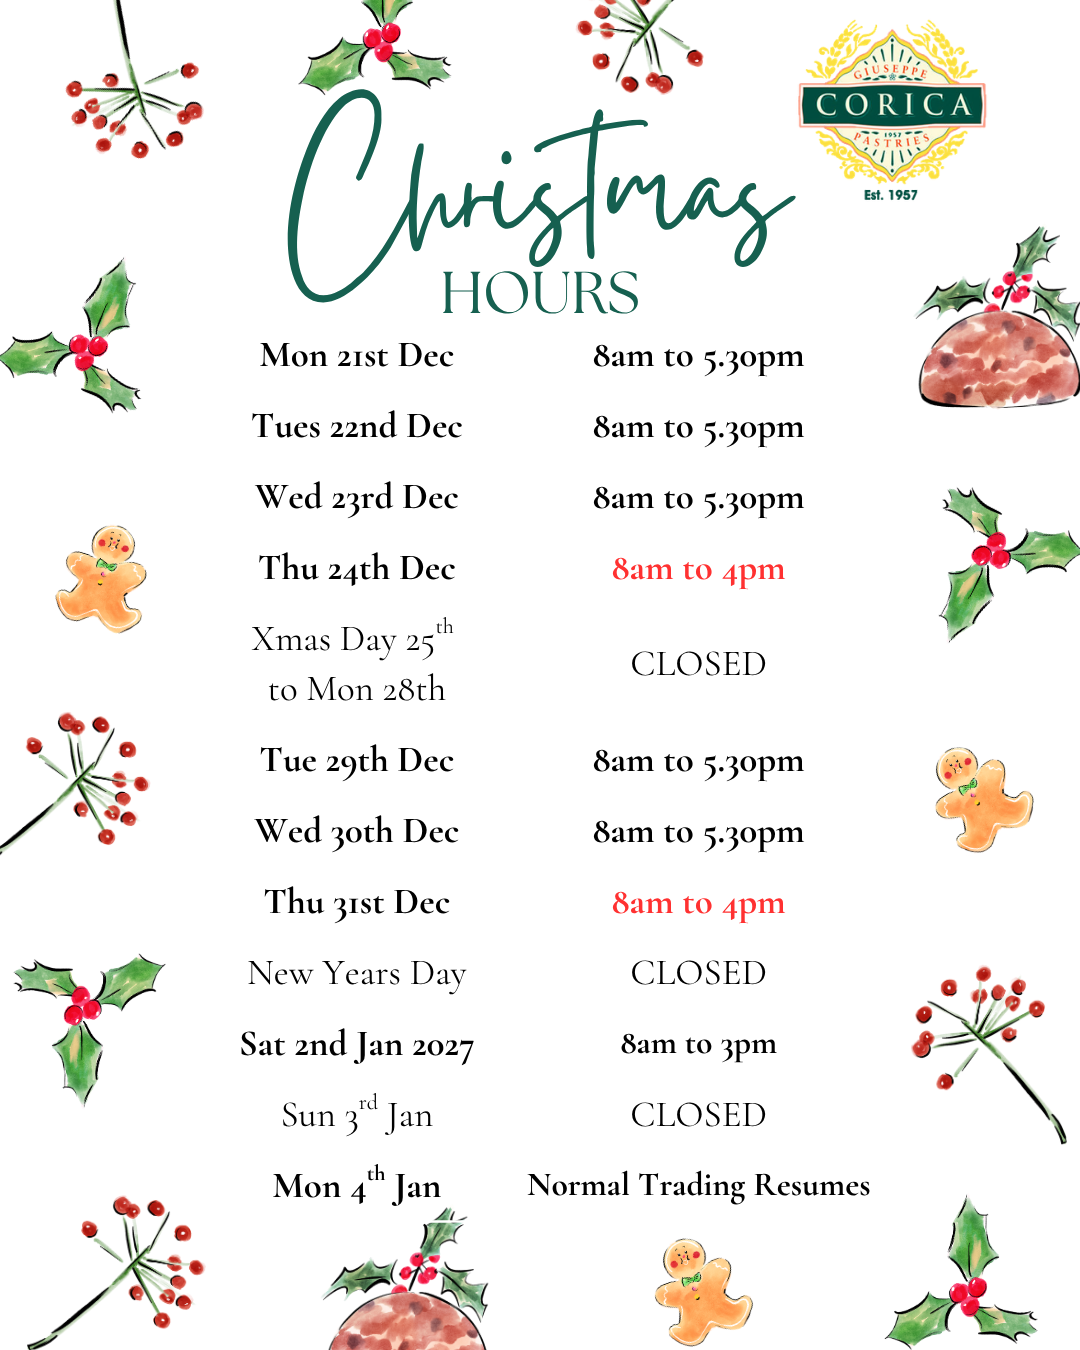 GIUSEPPE
CORICA
1957
PASTRIES
Est. 1957
Christmas
HOURS
Mon 21st Dec 8am to 5.30pm
Tues 22nd Dec 8am to 5.30pm
Wed 23rd Dec 8am to 5.30pm
Thu 24th Dec 8am to 4pm
Xmas Day 25th
to Mon 28th CLOSED
Tue 29th Dec 8am to 5.30pm
Wed 30th Dec 8am to 5.30pm
Thu 31st Dec 8am to 4pm
New Years Day CLOSED
Sat 2nd Jan 2027 8am to 3pm
Sun 3rd Jan CLOSED
Mon 4th Jan Normal Trading Resumes